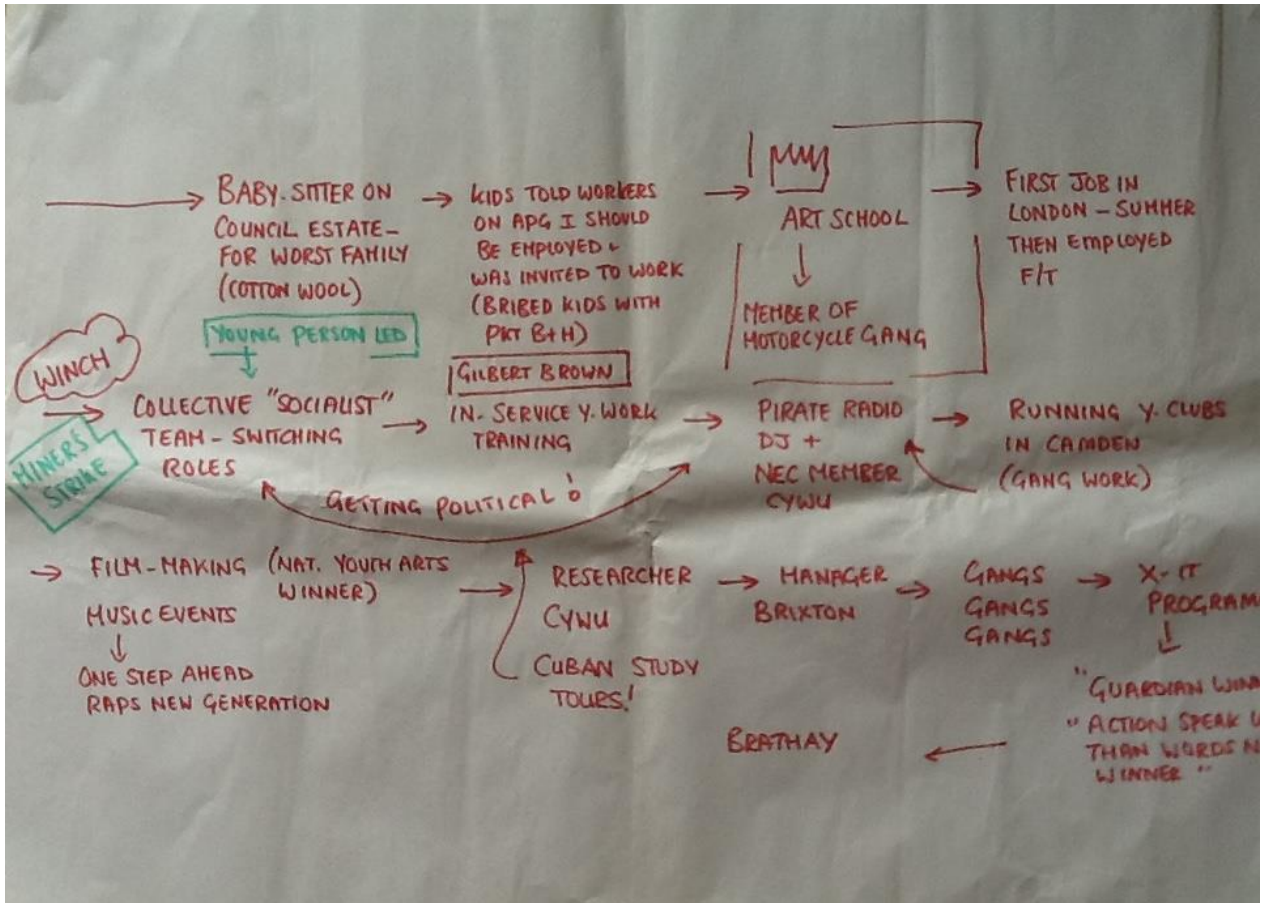 BABY-SITTER ON
COUNCIL ESTATE-
FOR WORST FAMILY
(COTTON WOOL)
YOUNG PERSON LED
KIDS TOLD WORKERS
ON APG I SHOULD
BE EMPLOYED &
WAS INVITED TO WORK
(BRIBED KIDS WITH
PKT B+H)
GILBERT BROWN
ART SCHOOL
MEMBER OF
MOTORCYCLE GANG
FIRST JOB IN
LONDON - SUMMER
THEN EMPLOYED
F/T
WINCH
MINERS
STRIKE
COLLECTIVE "SOCIALIST"
TEAM - SWITCHING
ROLES
IN-SERVICE Y. WORK
TRAINING
PIRATE RADIO
DJ +
NEC MEMBER
CYWU
RUNNING Y. CLUBS
IN CAMDEN
(GANG WORK)
GETTING POLITICAL!
FILM-MAKING (NAT. YOUTH ARTS
WINNER)
MUSIC EVENTS
ONE STEP AHEAD
RAPS NEW GENERATION
RESEARCHER
CYWU
CUBAN STUDY
TOURS!
MANAGER
BRIXTON
GANGS
GANGS
GANGS
X-IT
PROGRAM
"GUARDIAN WINN
"ACTION SPEAK
THAN WORDS
WINNER"
BRATHAY